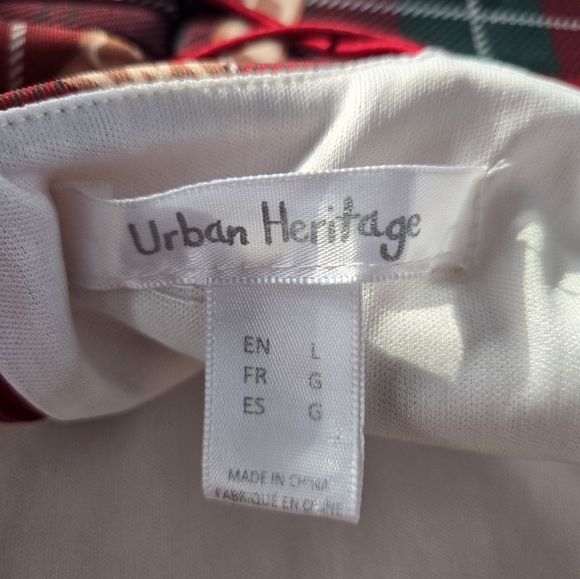 Urban Heritage
EN L
FR G
ES G
MADE IN CHINA
FABRIQUÉ EN CHINE